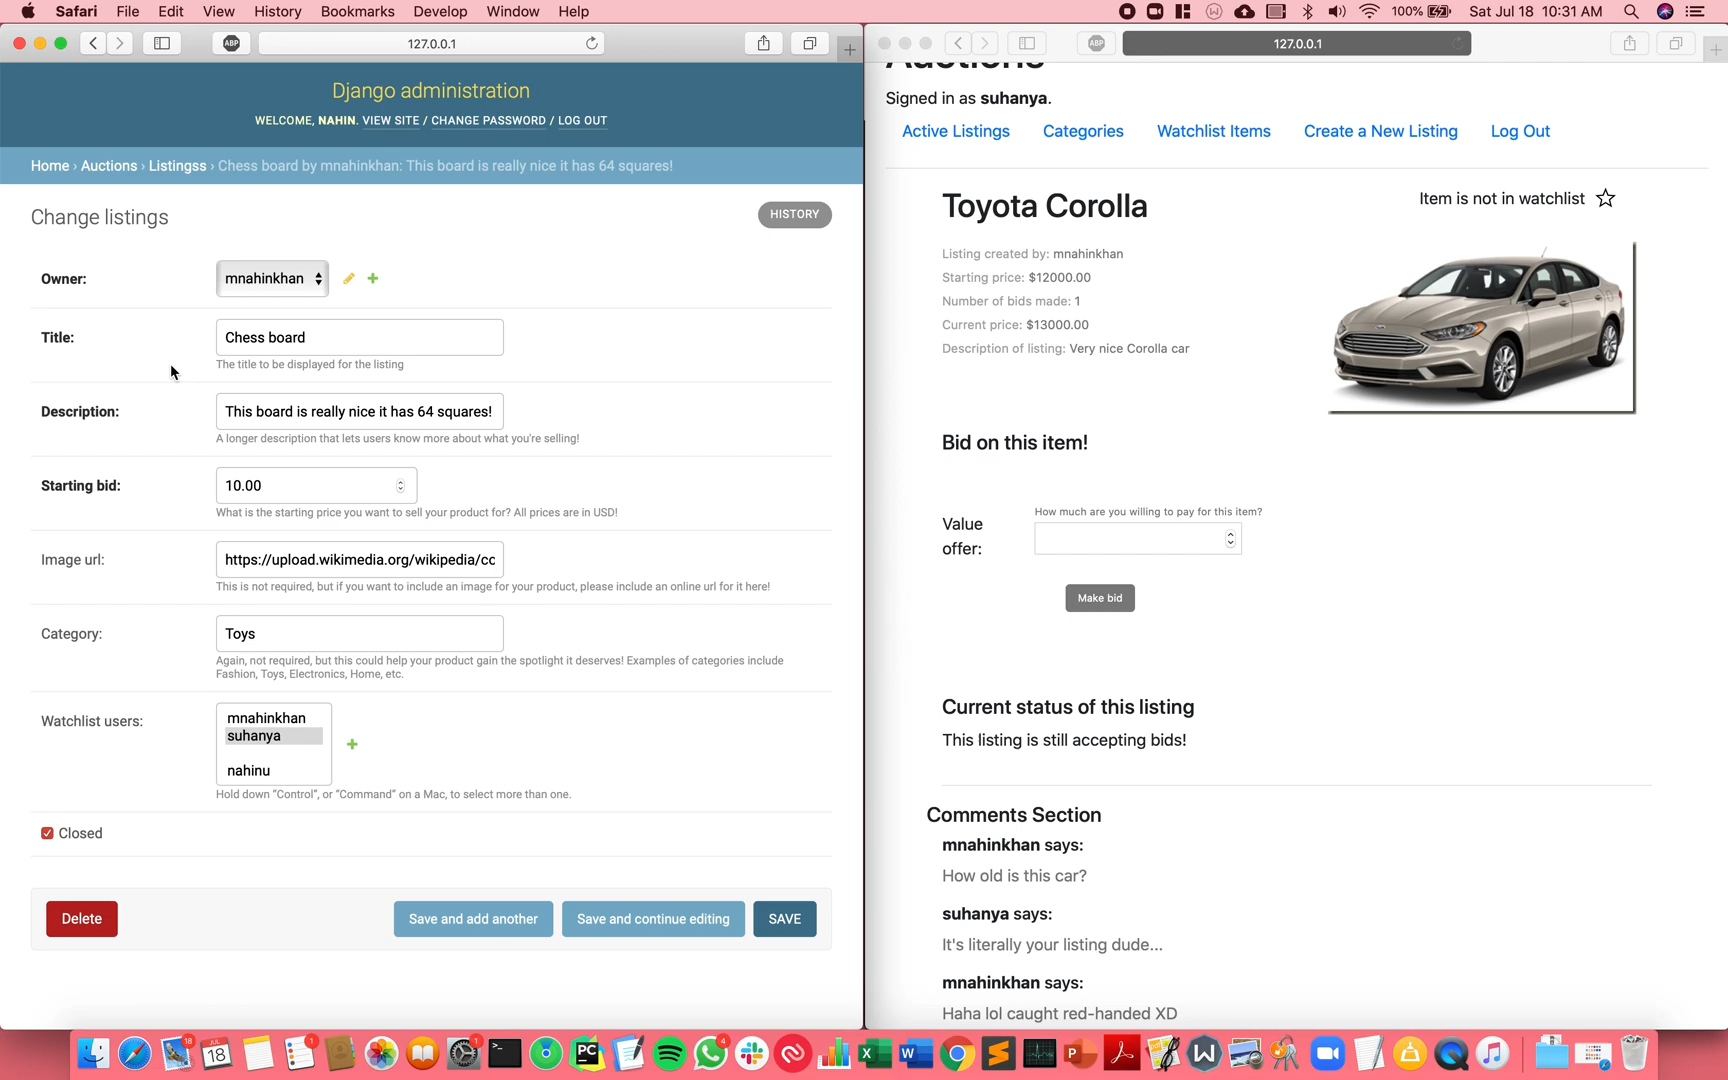 Safari File Edit View History Bookmarks Develop Window Help
100% Sat Jul 18 10:31 AM
ABP 127.0.0.1
ABP 127.0.0.1
Django administration
WELCOME, NAHIN. VIEW SITE / CHANGE PASSWORD / LOG OUT
Home › Auctions › Listingss › Chess board by mnahinkhan: This board is really nice it has 64 squares!
Change listings
HISTORY
Owner:
mnahinkhan
Title:
Chess board
The title to be displayed for the listing
Description:
This board is really nice it has 64 squares!
A longer description that lets users know more about what you're selling!
Starting bid:
10.00
What is the starting price you want to sell your product for? All prices are in USD!
Image url:
https://upload.wikimedia.org/wikipedia/cc
This is not required, but if you want to include an image for your product, please include an online url for it here!
Category:
Toys
Again, not required, but this could help your product gain the spotlight it deserves! Examples of categories include
Fashion, Toys, Electronics, Home, etc.
Watchlist users:
mnahinkhan
suhanya
nahinu
Hold down “Control”, or “Command” on a Mac, to select more than one.
Closed
Delete
Save and add another
Save and continue editing
SAVE
Auctions
Signed in as suhanya.
Active Listings Categories Watchlist Items Create a New Listing Log Out
Toyota Corolla
Item is not in watchlist
Listing created by: mnahinkhan
Starting price: $12000.00
Number of bids made: 1
Current price: $13000.00
Description of listing: Very nice Corolla car
Bid on this item!
How much are you willing to pay for this item?
Value
offer:
Make bid
Current status of this listing
This listing is still accepting bids!
Comments Section
mnahinkhan says:
How old is this car?
suhanya says:
It's literally your listing dude...
mnahinkhan says:
Haha lol caught red-handed XD
18 JUL 18 1 1 PC 4 X W P W